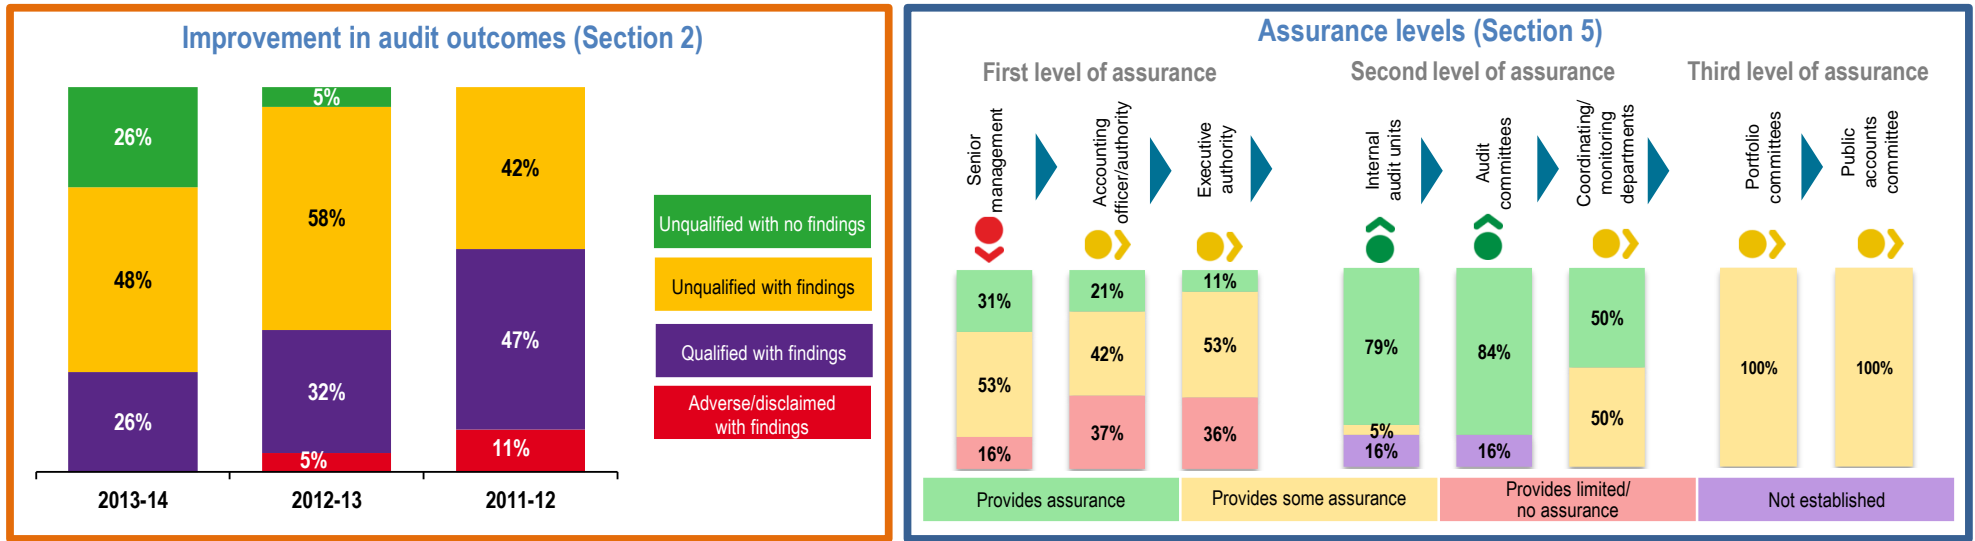 Improvement in audit outcomes (Section 2)
26%
48%
26%
5%
58%
32%
5%
42%
47%
11%
2013-14
2012-13
2011-12
Unqualified with no findings
Unqualified with findings
Qualified with findings
Adverse/disclaimed
with findings
Assurance levels (Section 5)
First level of assurance
Second level of assurance
Third level of assurance
Senior
management
Accounting
officer/authority
Executive
authority
Internal
audit units
Audit
committees
Coordinating/
monitoring
departments
Portfolio
committees
Public
accounts
committee
31%
53%
16%
21%
42%
37%
11%
53%
36%
79%
5%
16%
84%
16%
50%
50%
100%
100%
Provides assurance
Provides some assurance
Provides limited/
no assurance
Not established